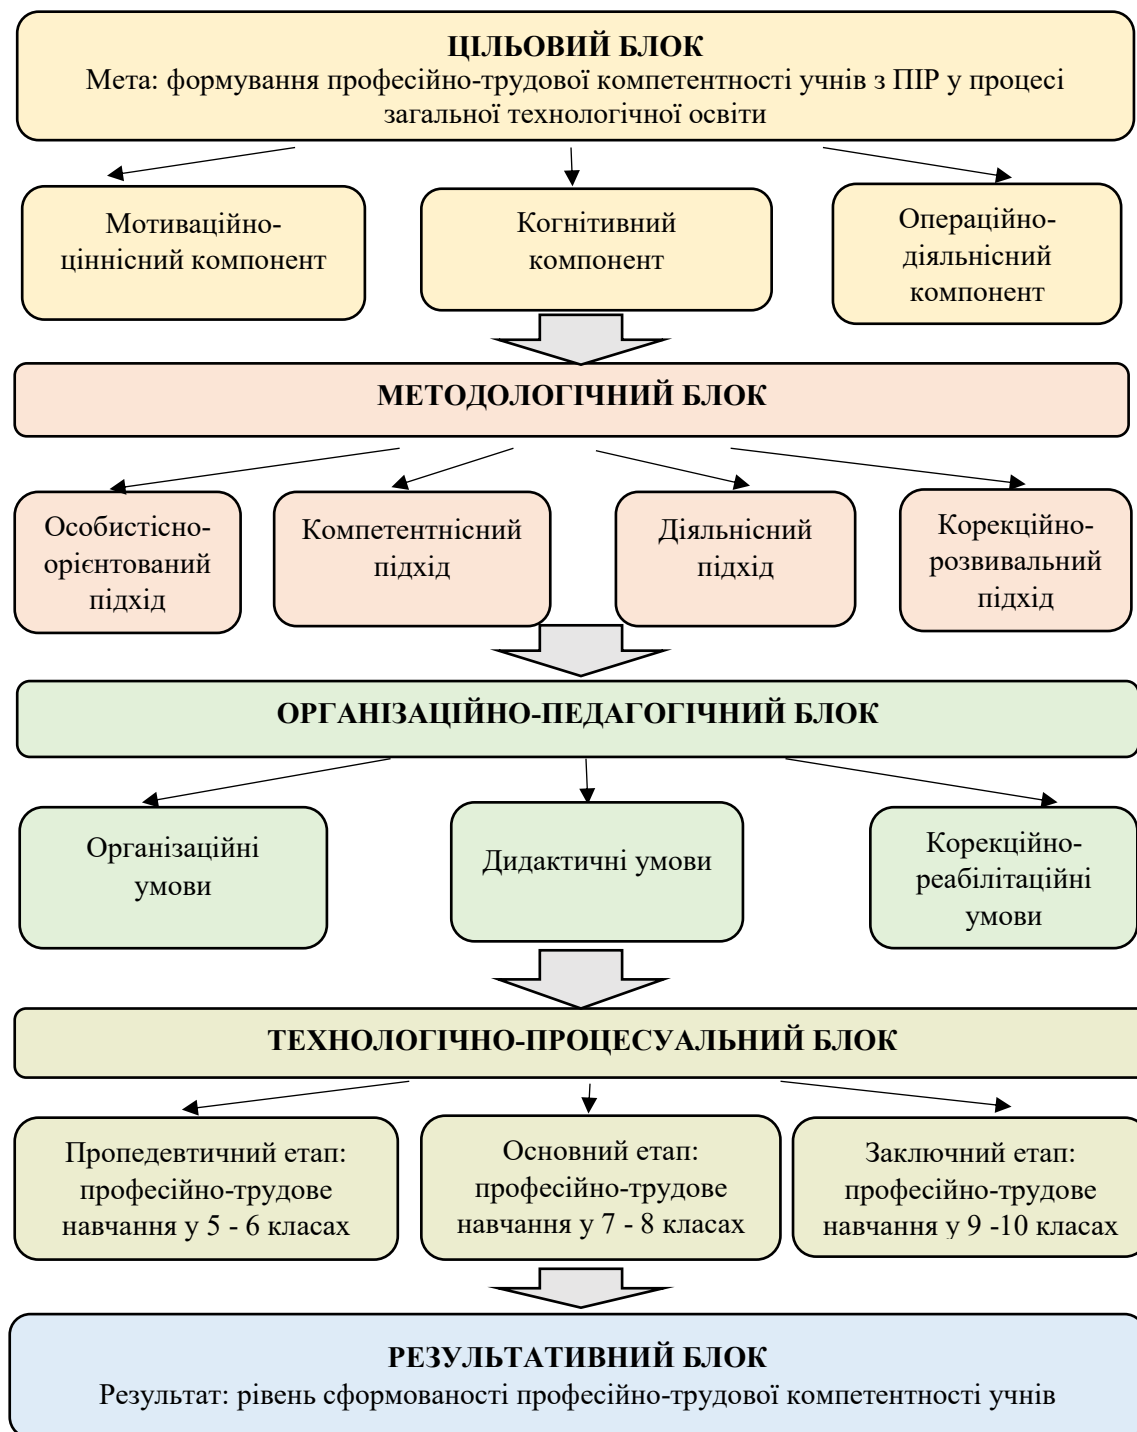 ЦІЛЬОВИЙ БЛОК
Мета: формування професійно-трудової компетентності учнів з ПІР у процесі
загальної технологічної освіти
Мотиваційно-
ціннісний компонент
Когнітивний
компонент
Операційно-
діяльнісний
компонент
МЕТОДОЛОГІЧНИЙ БЛОК
Особистісно-
орієнтований
підхід
Компетентнісний
підхід
Діяльнісний
підхід
Корекційно-
розвивальний
підхід
ОРГАНІЗАЦІЙНО-ПЕДАГОГІЧНИЙ БЛОК
Організаційні
умови
Дидактичні умови
Корекційно-
реабілітаційні
умови
ТЕХНОЛОГІЧНО-ПРОЦЕСУАЛЬНИЙ БЛОК
Пропедевтичний етап:
професійно-трудове
навчання у 5 - 6 класах
Основний етап:
професійно-трудове
навчання у 7 - 8 класах
Заключний етап:
професійно-трудове
навчання у 9 -10 класах
РЕЗУЛЬТАТИВНИЙ БЛОК
Результат: рівень сформованості професійно-трудової компетентності учнів